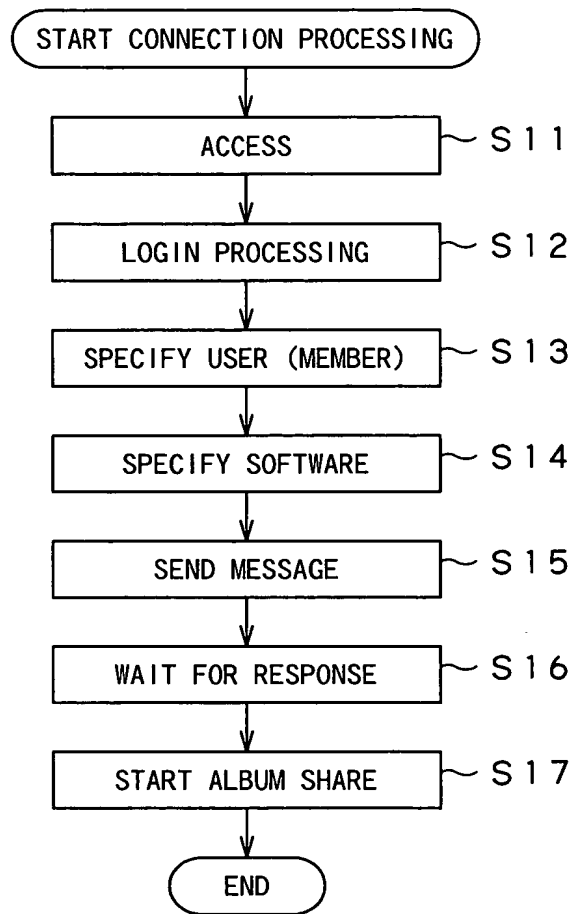 START CONNECTION PROCESSING
ACCESS S11
LOGIN PROCESSING S12
SPECIFY USER (MEMBER) S13
SPECIFY SOFTWARE S14
SEND MESSAGE S15
WAIT FOR RESPONSE S16
START ALBUM SHARE S17
END